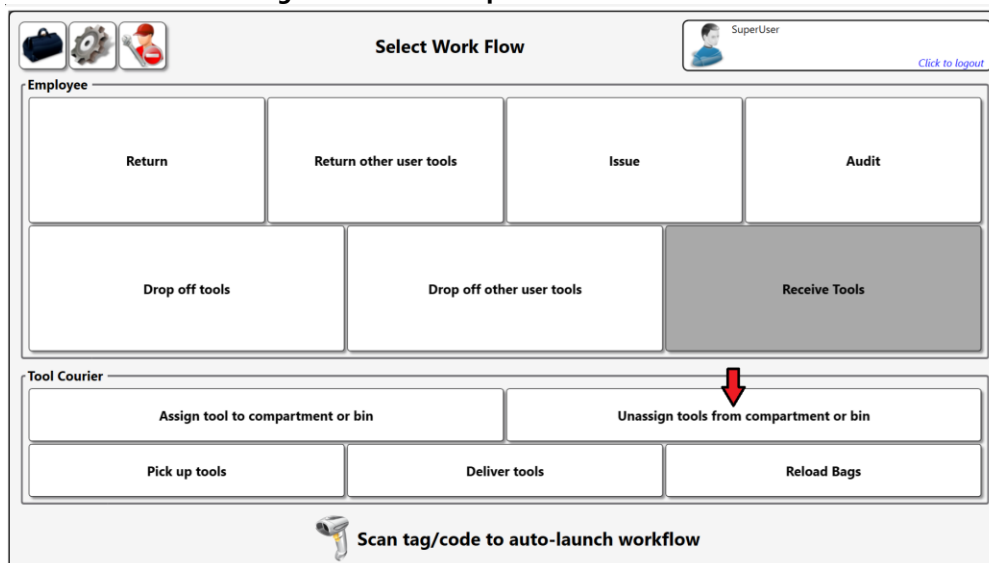 Select Work Flow
SuperUser
Click to logout
Employee
Return
Return other user tools
Issue
Audit
Drop off tools
Drop off other user tools
Receive Tools
Tool Courier
Assign tool to compartment or bin
Unassign tools from compartment or bin
Pick up tools
Deliver tools
Reload Bags
Scan tag/code to auto-launch workflow